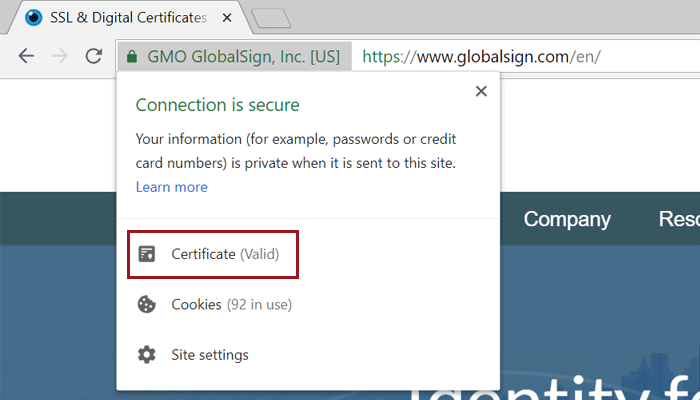 SSL & Digital Certificates
GMO GlobalSign, Inc. [US]
https://www.globalsign.com/en/
Connection is secure
Your information (for example, passwords or credit
card numbers) is private when it is sent to this site.
Learn more
Company
Certificate (Valid)
Cookies (92 in use)
Site settings